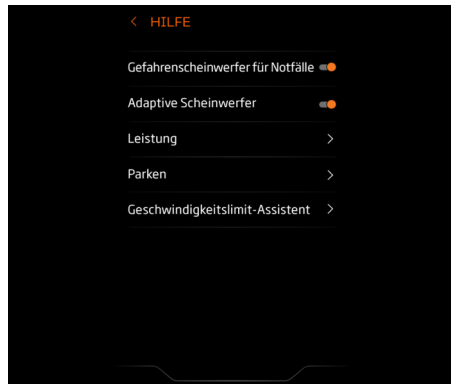 HILFE
Gefahrenscheinwerfer für Notfälle
Adaptive Scheinwerfer
Leistung
Parken
Geschwindigkeitslimit-Assistent